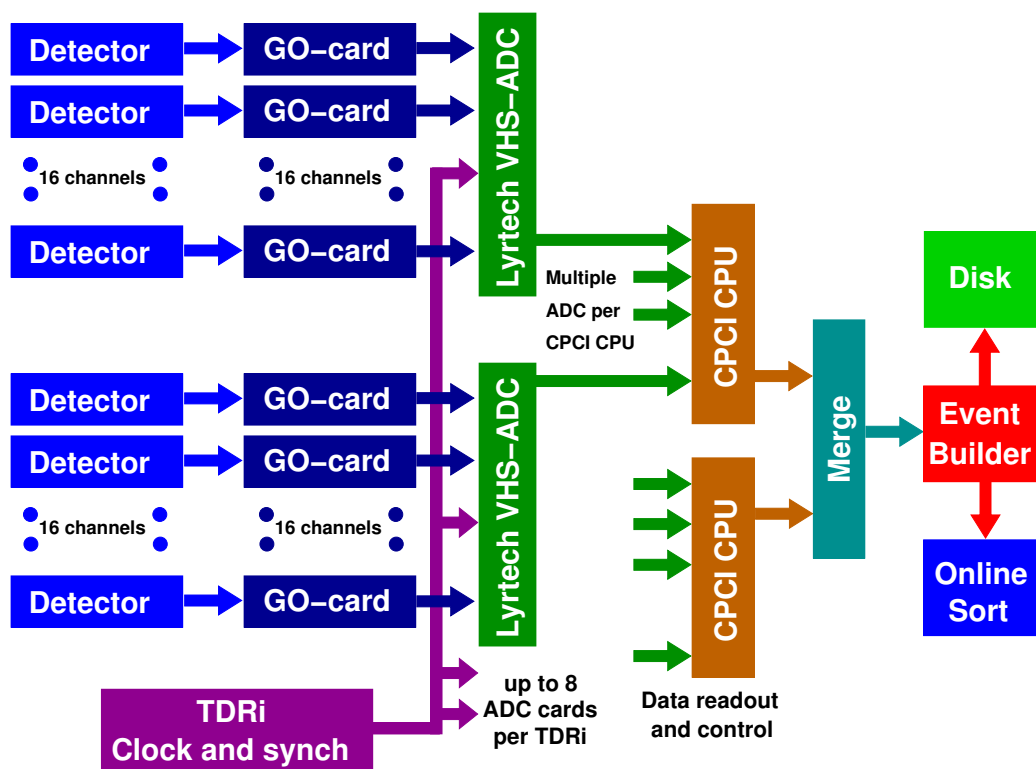 Detector
GO−card
Detector
GO−card
16 channels
16 channels
Detector
GO−card
Lyrtech VHS−ADC
Multiple
ADC per
CPCI CPU
CPCI CPU
Detector
GO−card
Detector
GO−card
16 channels
16 channels
Detector
GO−card
Lyrtech VHS−ADC
CPCI CPU
Merge
Disk
Event
Builder
Online
Sort
TDRi
Clock and synch
up to 8
ADC cards
per TDRi
Data readout
and control